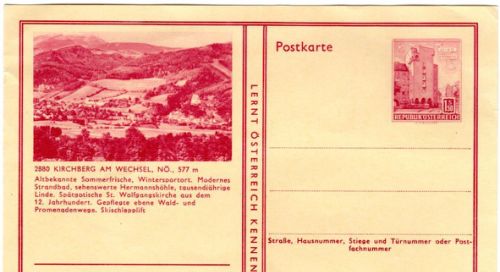 2880 KIRCHBERG AM WECHSEL, NÖ., 577 m
Altbekannte Sommerfrische, Wintersportort. Modernes
Strandbad, sehenswerte Hermannshöhle, tausendjährige
Linde. Spätgotische St. Wolfgangskirche aus dem
12. Jahrhundert. Gepflegte ebene Wald- und
Promenadenwege. Skischlepplift
LERNT ÖSTERREICH KENNEN
Postkarte
REPUBLIK ÖSTERREICH
Straße, Hausnummer, Stiege und Türnummer oder Post-
fachnummer